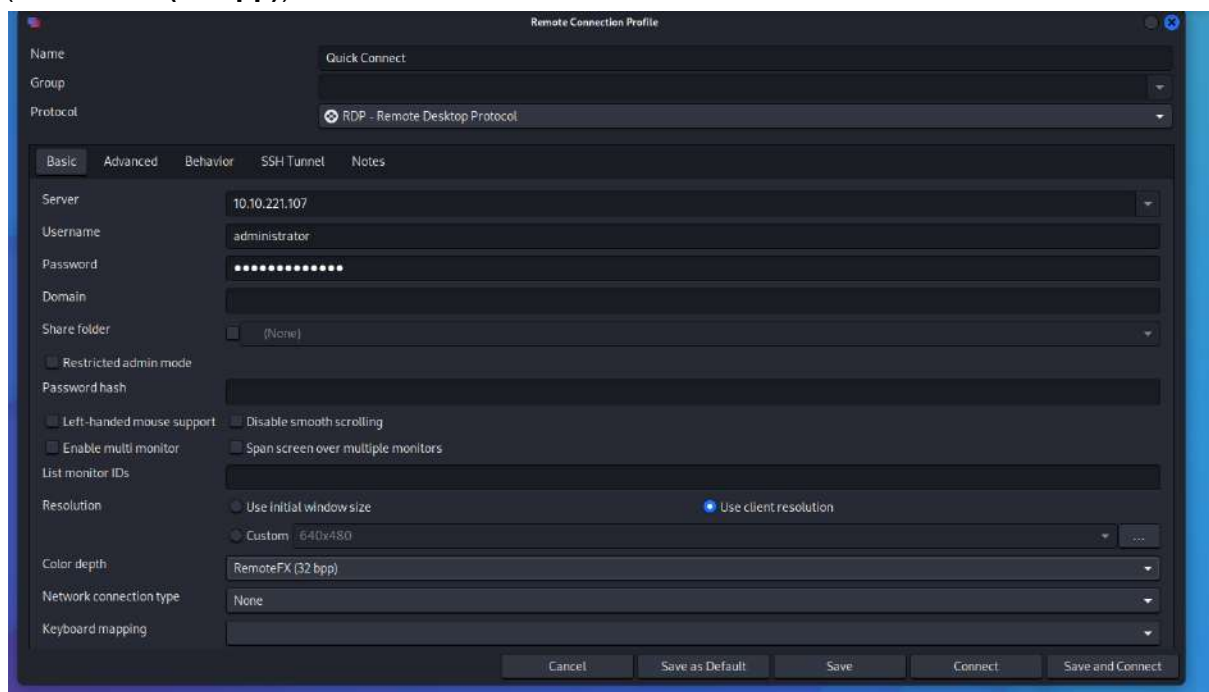 Remote Connection Profile
Name Quick Connect
Group
Protocol RDP - Remote Desktop Protocol
Basic Advanced Behavior SSH Tunnel Notes
Server 10.10.221.107
Username administrator
Password •••••••••••••
Domain
Share folder (None)
Restricted admin mode
Password hash
Left-handed mouse support Disable smooth scrolling
Enable multi monitor Span screen over multiple monitors
List monitor IDs
Resolution Use initial window size Use client resolution
Custom 640x480 ...
Color depth RemoteFX (32 bpp)
Network connection type None
Keyboard mapping
Cancel Save as Default Save Connect Save and Connect